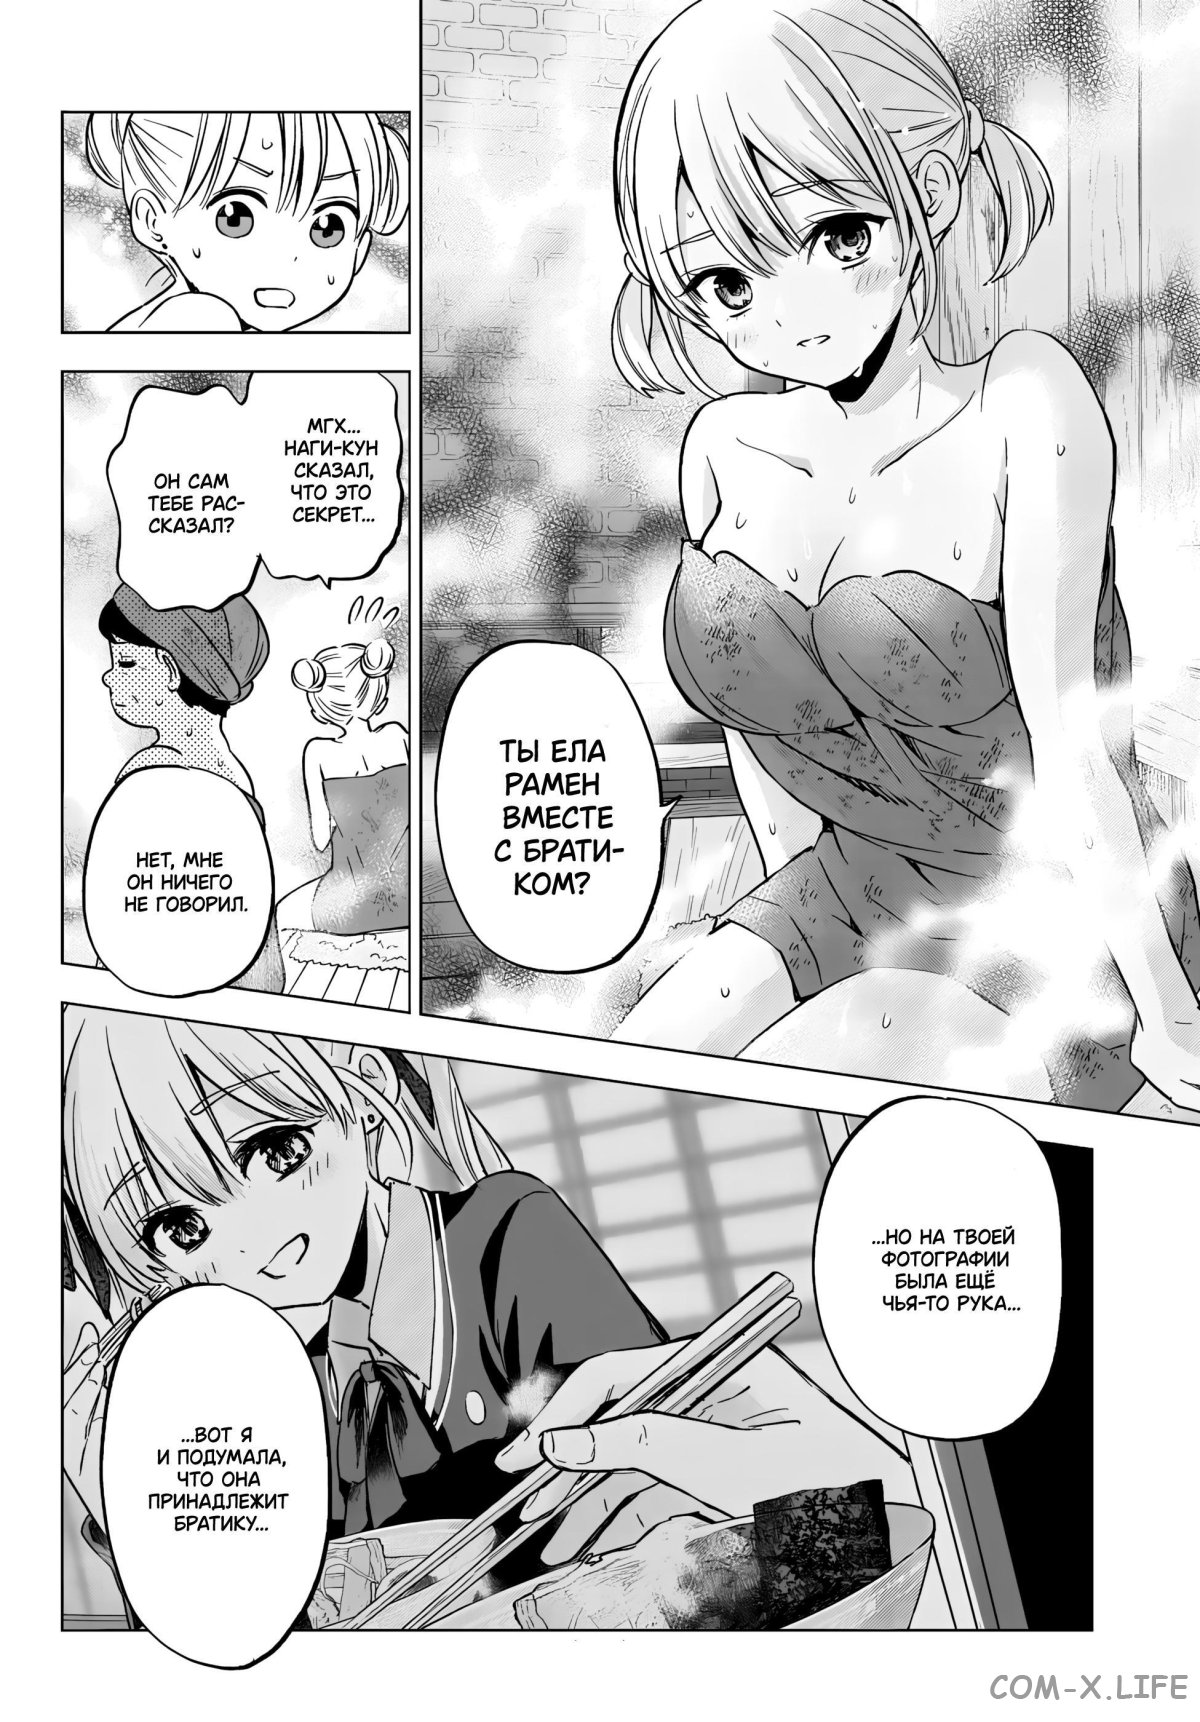 ТЫ ЕЛА
РАМЕН
ВМЕСТЕ
С БРАТИ-
КОМ?
МГХ...
НАГИ-КУН
СКАЗАЛ,
ЧТО ЭТО
СЕКРЕТ...
ОН САМ
ТЕБЕ РАС-
СКАЗАЛ?
НЕТ, МНЕ
ОН НИЧЕГО
НЕ ГОВОРИЛ.
...НО НА ТВОЕЙ
ФОТОГРАФИИ
БЫЛА ЕЩЁ
ЧЬЯ-ТО РУКА...
...ВОТ Я
И ПОДУМАЛА,
ЧТО ОНА
ПРИНАДЛЕЖИТ
БРАТИКУ...
COM-X.LIFE